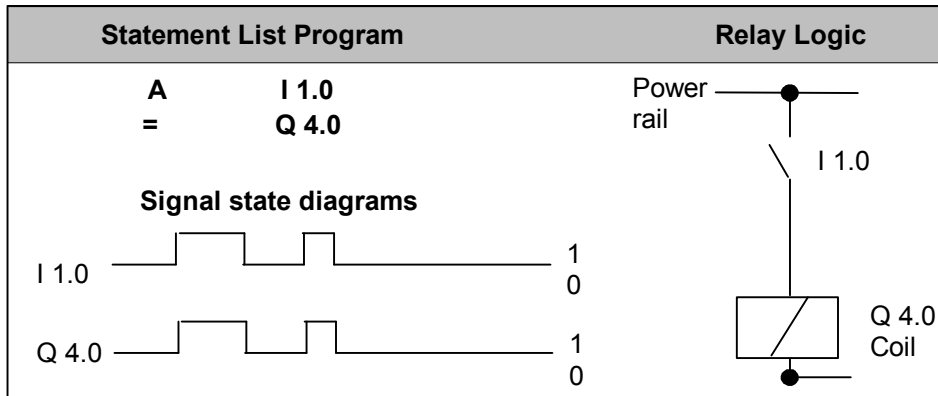 Statement List Program
Relay Logic
A I 1.0
= Q 4.0
Signal state diagrams
I 1.0
1
0
Q 4.0
1
0
Power
rail
I 1.0
Q 4.0
Coil